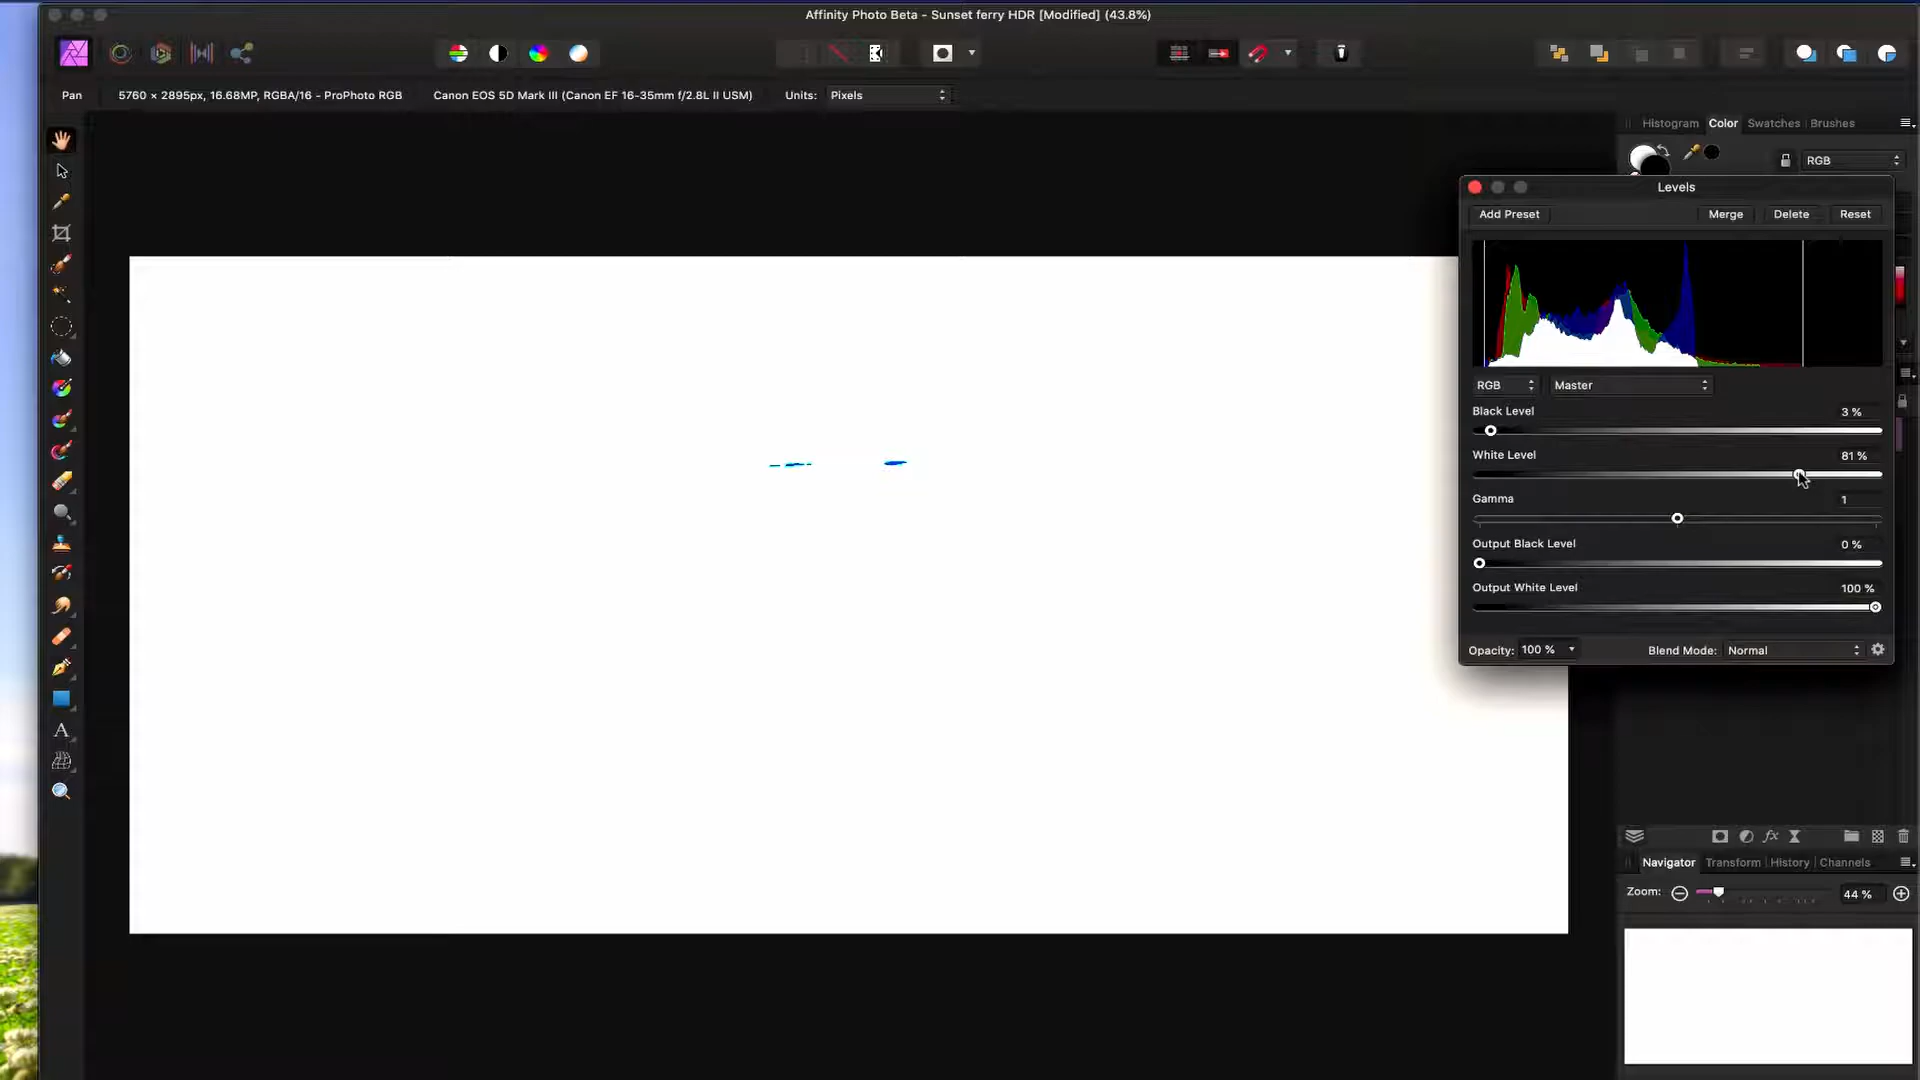 Affinity Photo Beta - Sunset ferry HDR [Modified] (43.8%)
Pan
5760 × 2895px, 16.68MP, RGBA/16 - ProPhoto RGB
Canon EOS 5D Mark III (Canon EF 16-35mm f/2.8L II USM)
Units: Pixels
Histogram Color Swatches Brushes
RGB
Levels
Add Preset Merge Delete Reset
RGB Master
Black Level 3 %
White Level 81 %
Gamma 1
Output Black Level 0 %
Output White Level 100 %
Opacity: 100 % Blend Mode: Normal
Navigator Transform History Channels
Zoom: 44 %